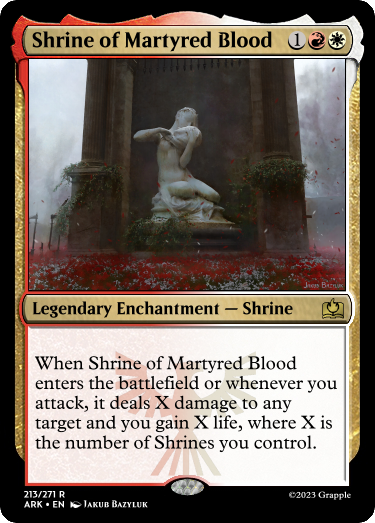 Shrine of Martyred Blood 1
JAKUB BAZYLUK
Legendary Enchantment — Shrine
When Shrine of Martyred Blood
enters the battlefield or whenever you
attack, it deals X damage to any
target and you gain X life, where X is
the number of Shrines you control.
213/271 R
ARK • EN JAKUB BAZYLUK
©2023 Grapple